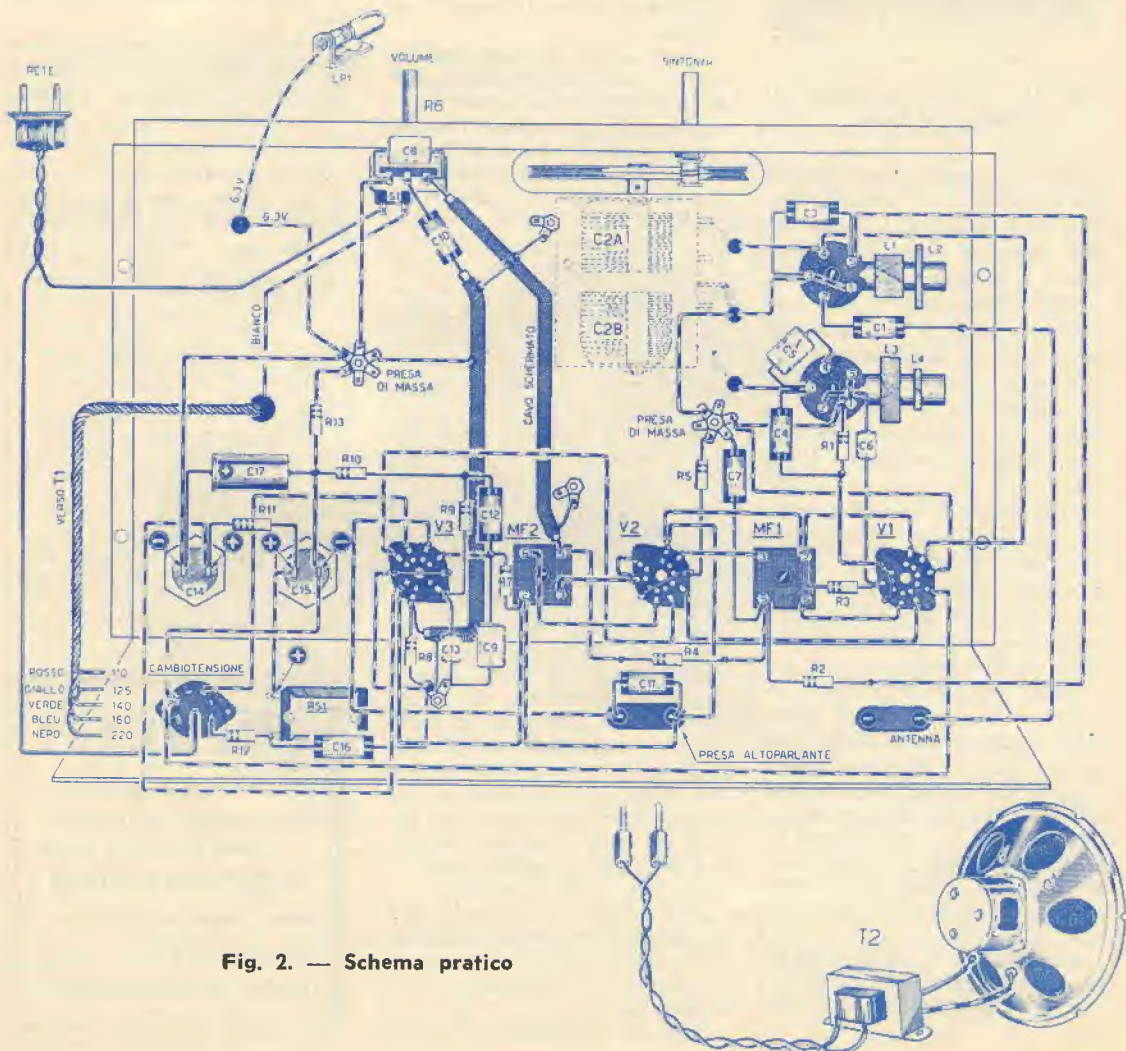 RETE
LP1
VOLUME
R6
SINTONIA
6.3V
6.3V
C8
S1
C10
C2A
C2B
C3
L1
L2
C1
BIANCO
CAVO SCHERMATO
PRESA
DI MASSA
C5
L3
L4
R13
PRESA
DI MASSA
C4
R1
C6
VERSO T1
C17
R10
R5
C7
R11
R9
C12
V3
MF2
V2
MF1
V1
C14
C15
R7
R3
R8
C13
C9
R4
R2
ROSSO 110
GIALLO 125
VERDE 140
BLEU 160
NERO 220
CAMBIOTENSIONE
RS1
R12
C16
C11
ANTENNA
PRESA ALTOPARLANTE
T2
Fig. 2. — Schema pratico